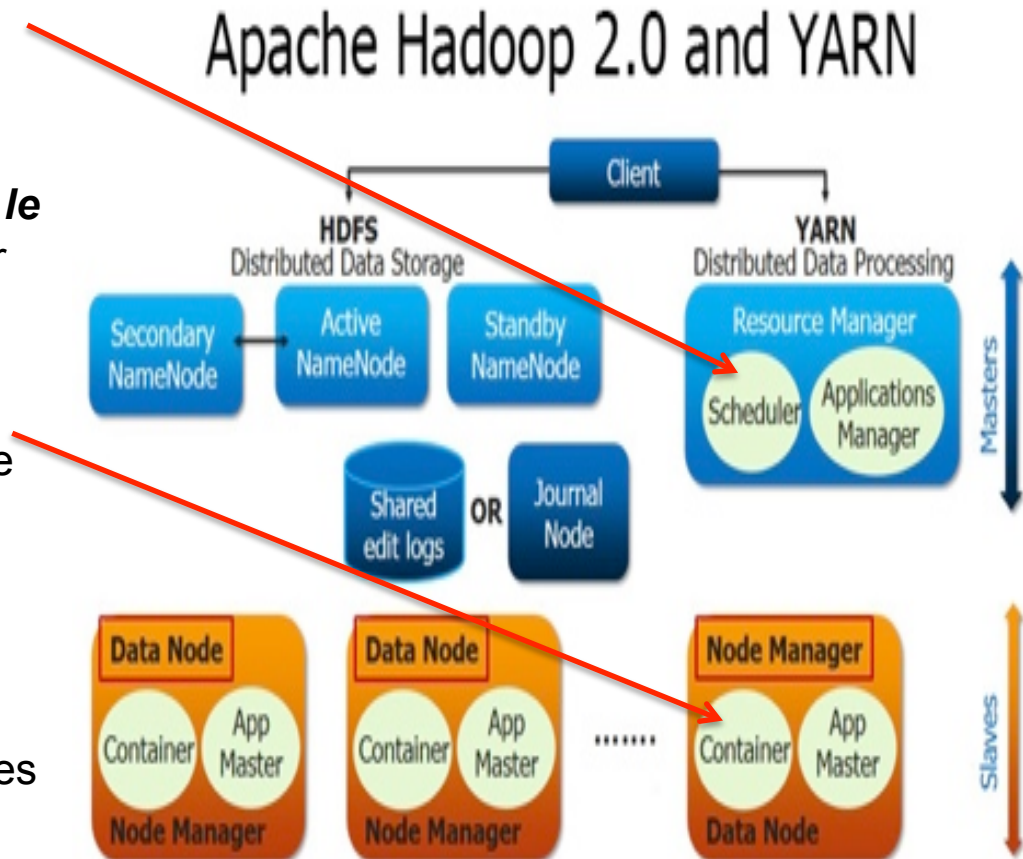 Apache Hadoop 2.0 and YARN
le
r
e
es
Client
HDFS
Distributed Data Storage
YARN
Distributed Data Processing
Secondary
NameNode
Active
NameNode
Standby
NameNode
Resource Manager
Scheduler
Applications
Manager
Masters
Shared
edit logs
OR
Journal
Node
Data Node
Container
App
Master
Node Manager
Data Node
Container
App
Master
Node Manager
.......
Node Manager
Container
App
Master
Data Node
Slaves